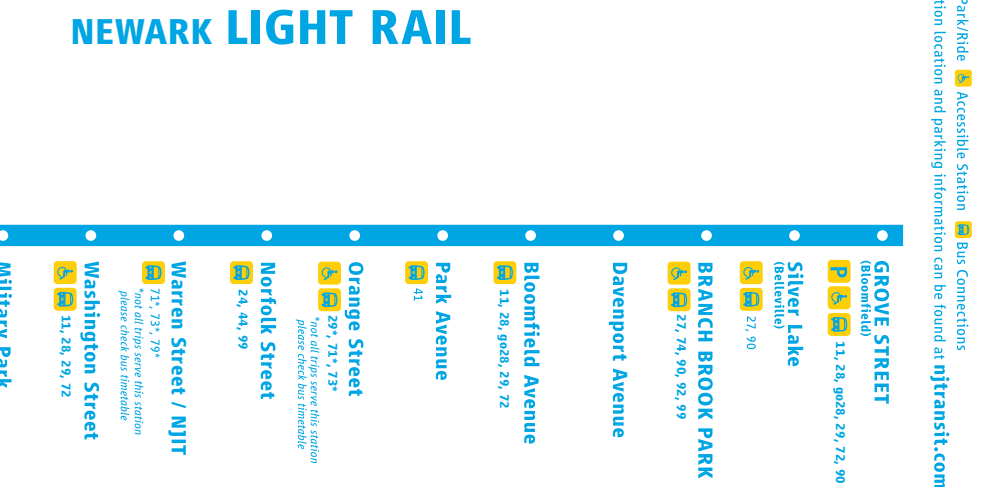 NEWARK LIGHT RAIL
Park/Ride Accessible Station Bus Connections
location and parking information can be found at njtransit.com
Military Park
Washington Street
11, 28, 29, 72
Warren Street / NJIT
71*, 73*, 79*
*not all trips serve this station
please check bus timetable
Norfolk Street
24, 44, 99
Orange Street
29*, 71*, 73*
*not all trips serve this station
please check bus timetable
Park Avenue
41
Bloomfield Avenue
11, 28, go28, 29, 72
Davenport Avenue
BRANCH BROOK PARK
27, 74, 90, 92, 99
Silver Lake
(Belleville)
27, 90
GROVE STREET
(Bloomfield)
P 11, 28, go28, 29, 72, 90